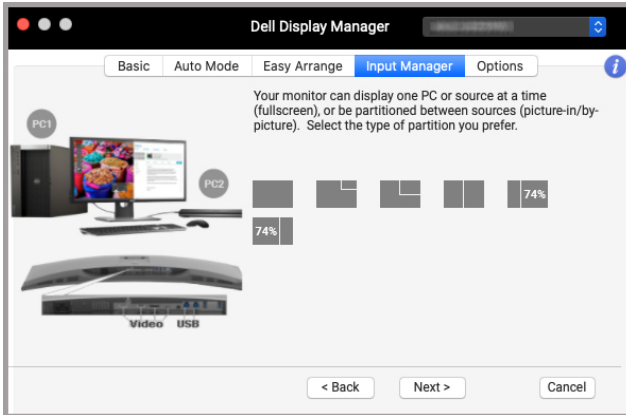 Dell Display Manager
Basic
Auto Mode
Easy Arrange
Input Manager
Options
i
Your monitor can display one PC or source at a time
(fullscreen), or be partitioned between sources (picture-in/by-
picture). Select the type of partition you prefer.
PC1
PC2
74%
74%
Video USB
< Back
Next >
Cancel